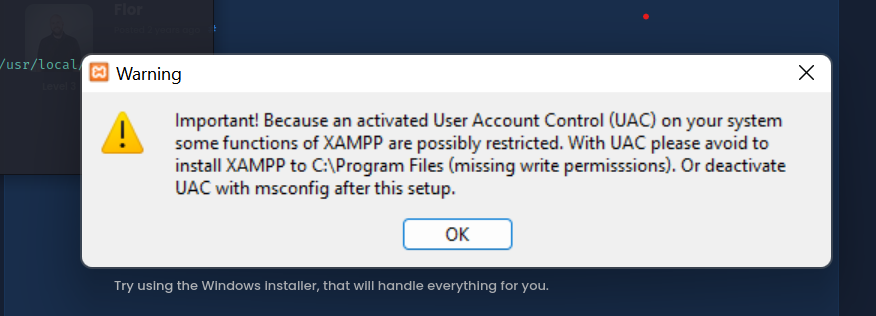 Flor
/usr/local/
Warning
Important! Because an activated User Account Control (UAC) on your system
some functions of XAMPP are possibly restricted. With UAC please avoid to
install XAMPP to C:\Program Files (missing write permisssions). Or deactivate
UAC with msconfig after this setup.
OK
Try using the Windows installer, that will handle everything for you.